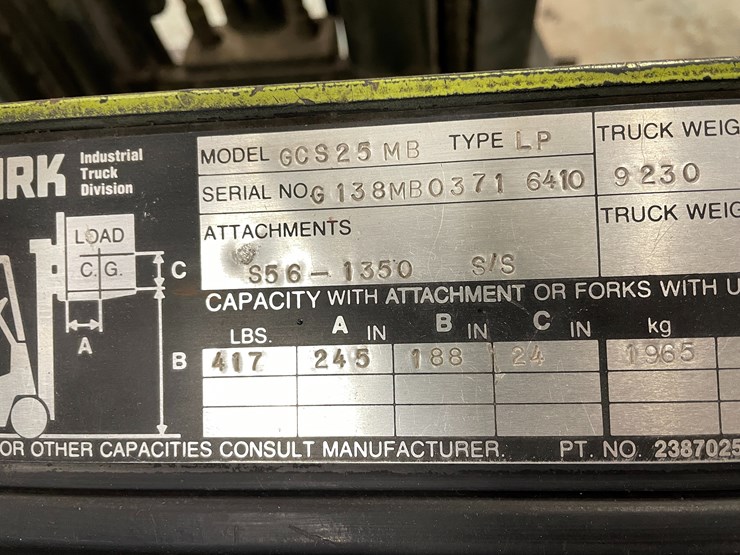 RK Industrial
Truck
Division
MODEL GCS25MB TYPE LP
SERIAL NO. G138MB0371 6410
TRUCK WEIG
9230
TRUCK WEIG
ATTACHMENTS
S56-1350 S/S
LOAD
C. G.
C
A
B
CAPACITY WITH ATTACHMENT OR FORKS WITH U
LBS. A IN B IN C IN kg
417 245 188 24 1965
OR OTHER CAPACITIES CONSULT MANUFACTURER. PT. NO. 2387025